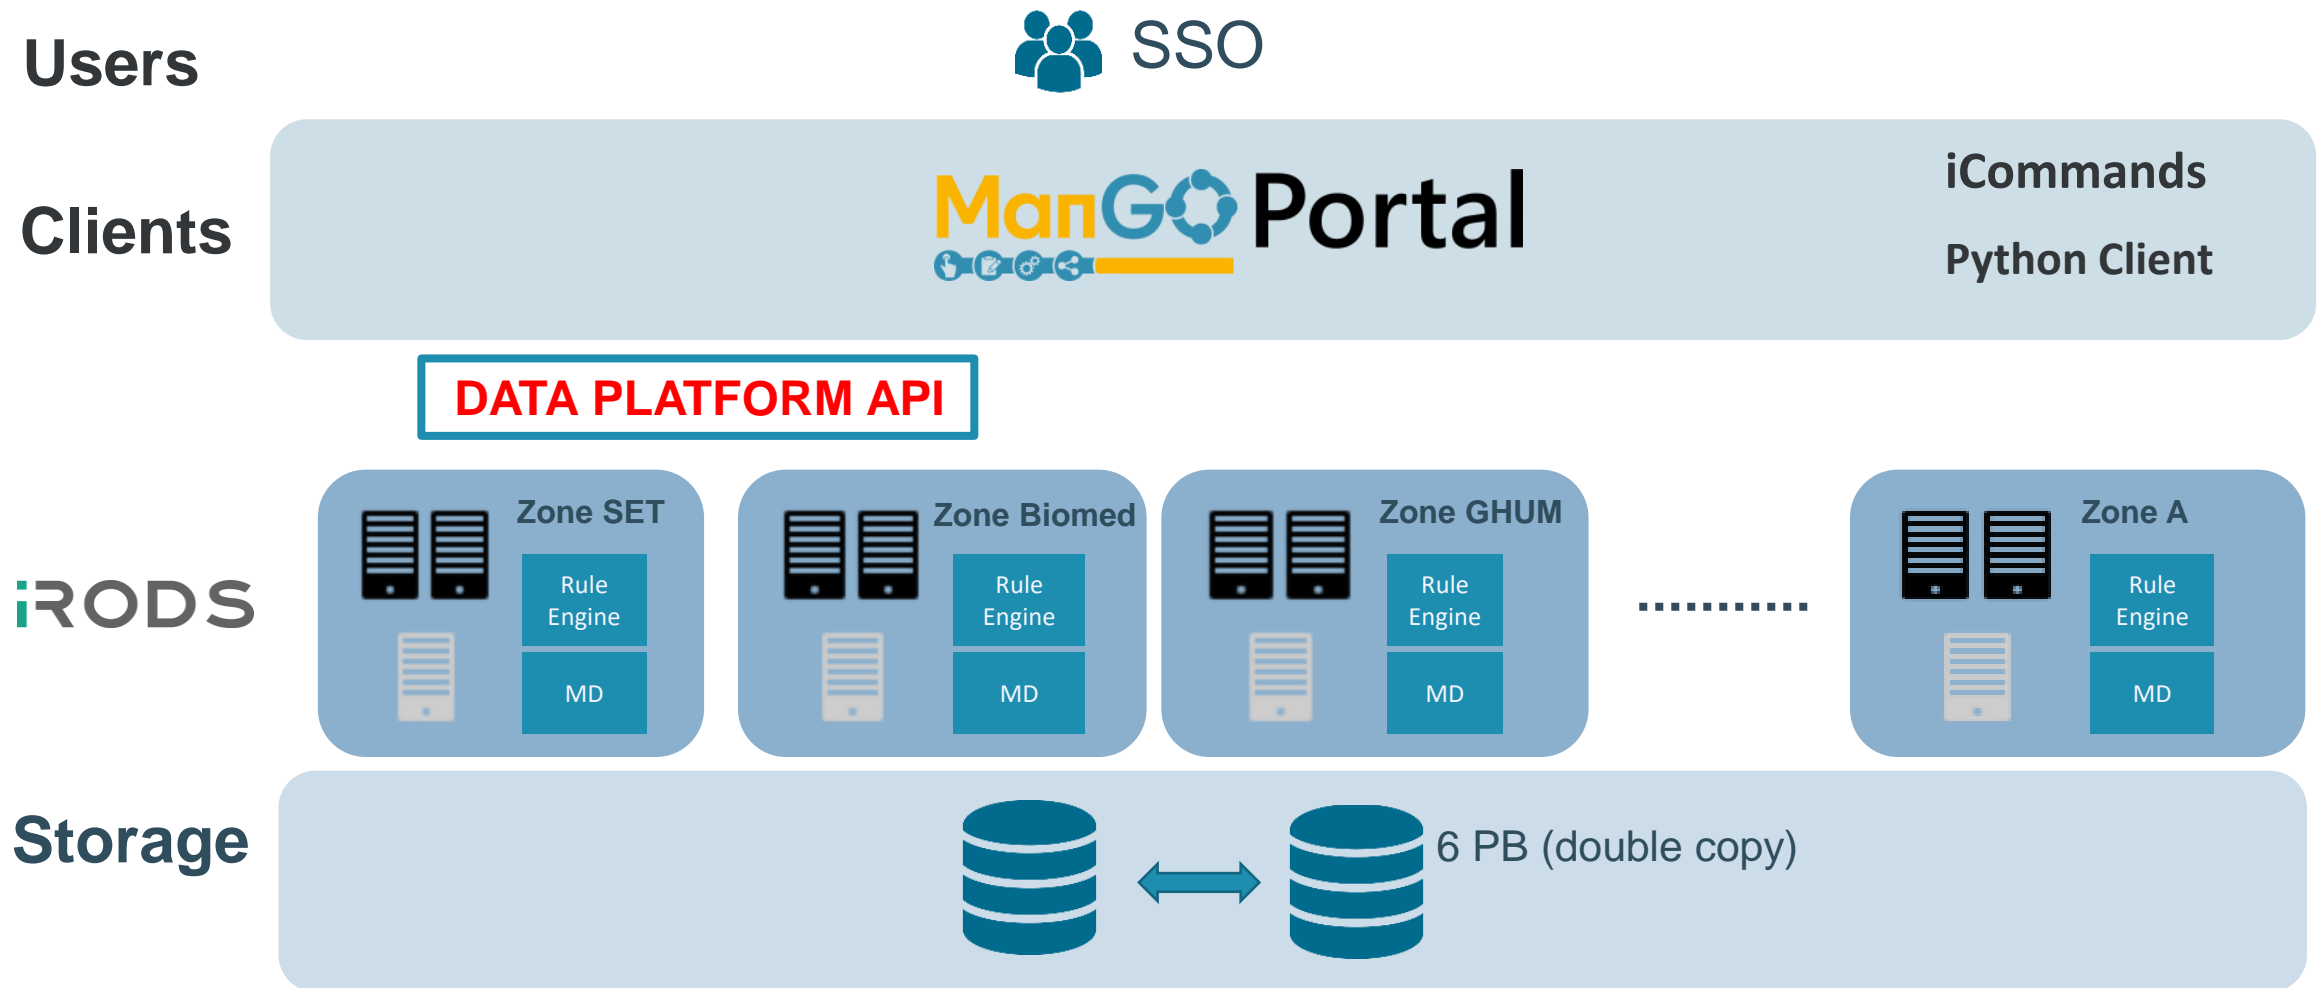 Users
SSO
Clients
ManGO Portal
iCommands
Python Client
DATA PLATFORM API
iRODS
Zone SET
Rule
Engine
MD
Zone Biomed
Rule
Engine
MD
Zone GHUM
Rule
Engine
MD
...........
Zone A
Rule
Engine
MD
Storage
6 PB (double copy)